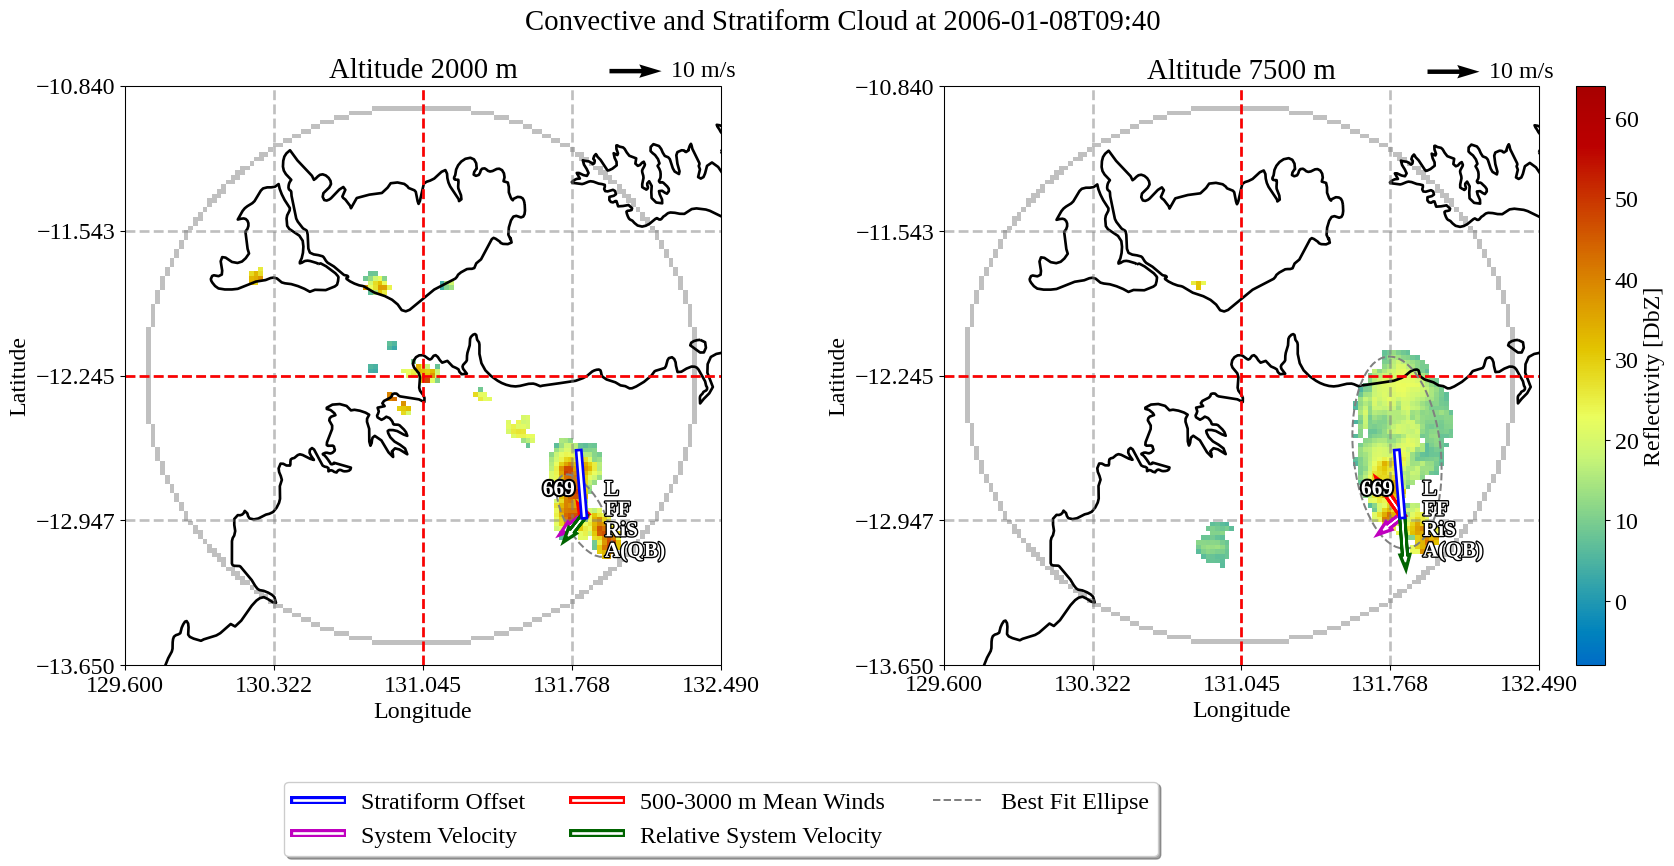 Convective and Stratiform Cloud at 2006-01-08T09:40
Altitude 2000 m
10 m/s
Altitude 7500 m
10 m/s
−10.840
−11.543
−12.245
−12.947
−13.650
Latitude
129.600
130.322
131.045
131.768
132.490
Longitude
669
L
FF
RiS
A(QB)
−10.840
−11.543
−12.245
−12.947
−13.650
Latitude
129.600
130.322
131.045
131.768
132.490
Longitude
669
L
FF
RiS
A(QB)
60
50
40
30
20
10
0
Reflectivity [DbZ]
Stratiform Offset
500-3000 m Mean Winds
Best Fit Ellipse
System Velocity
Relative System Velocity